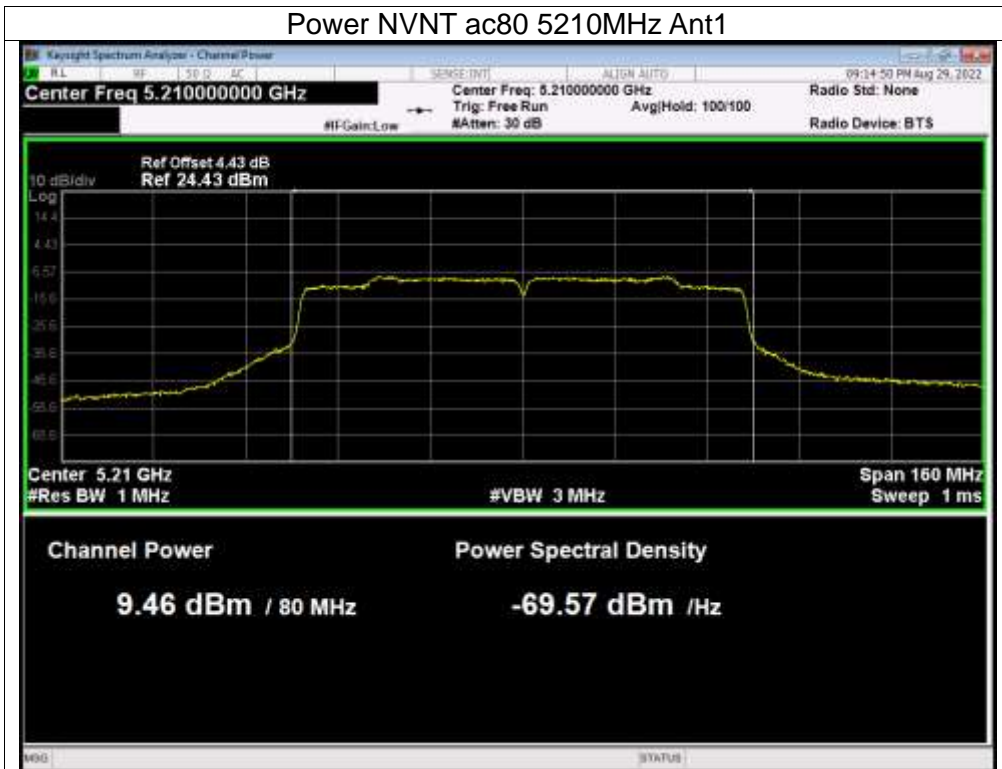 Power NVNT ac80 5210MHz Ant1
Keysight Spectrum Analyzer - Channel Power
RL RF 50 Ω AC SENSE:INT ALIGN AUTO 09:14:50 PM Aug 29, 2022
Center Freq 5.210000000 GHz Center Freq: 5.210000000 GHz Radio Std: None
Trig: Free Run Avg|Hold: 100/100
#IFGain:Low #Atten: 30 dB Radio Device: BTS
Ref Offset 4.43 dB
10 dB/div Ref 24.43 dBm
Log
14.4
4.43
-5.57
-15.6
-25.6
-35.6
-45.6
-55.6
-65.6
Center 5.21 GHz Span 160 MHz
#Res BW 1 MHz #VBW 3 MHz Sweep 1 ms
Channel Power Power Spectral Density
9.46 dBm / 80 MHz -69.57 dBm /Hz
MSG STATUS